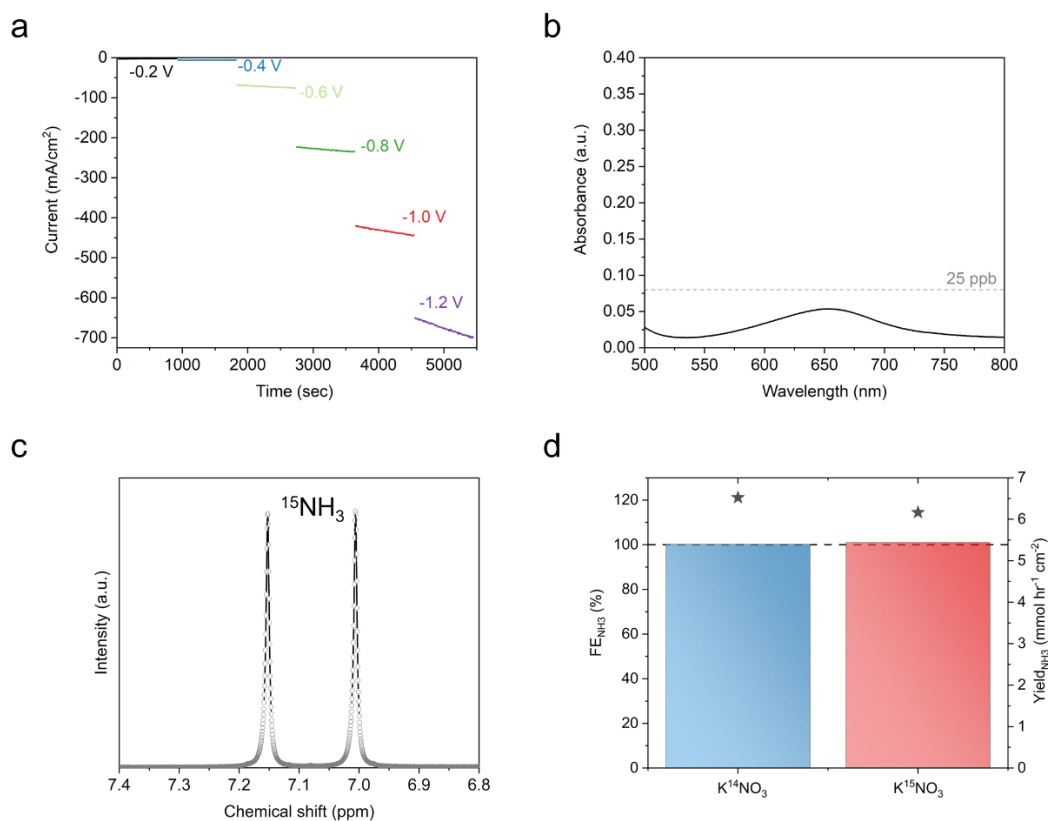 a
0
-100
-200
-300
-400
-500
-600
-700
Current (mA/cm²)
-0.2 V
-0.4 V
-0.6 V
-0.8 V
-1.0 V
-1.2 V
0 1000 2000 3000 4000 5000
Time (sec)
b
0.40
0.35
0.30
0.25
0.20
0.15
0.10
0.05
0.00
Absorbance (a.u.)
25 ppb
500 550 600 650 700 750 800
Wavelength (nm)
c
Intensity (a.u.)
¹⁵NH₃
7.4 7.3 7.2 7.1 7.0 6.9 6.8
Chemical shift (ppm)
d
120
100
80
60
40
20
0
FE_NH3 (%)
7
6
5
4
3
2
1
0
Yield_NH3 (mmol hr⁻¹ cm⁻²)
K¹⁴NO₃ K¹⁵NO₃